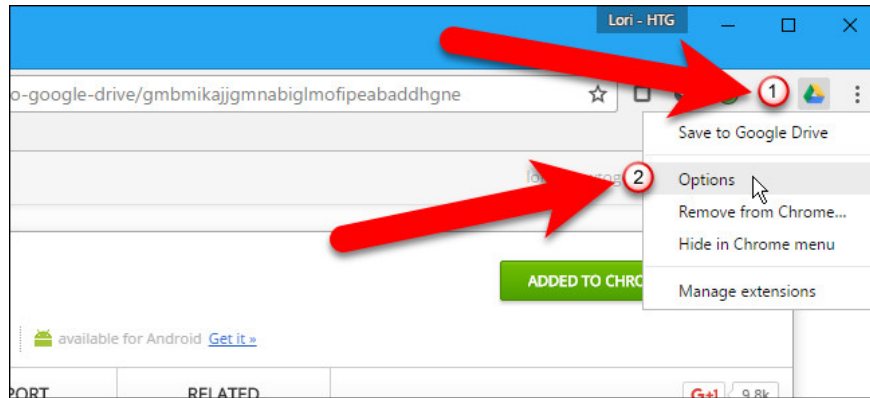 Lori - HTG
o-google-drive/gmbmikajjgmnabiglmofipeabaddhgne
1
Save to Google Drive
2
Options
Remove from Chrome...
Hide in Chrome menu
ADDED TO CHRO
Manage extensions
available for Android Get it »
PORT
RELATED
G+1
9.8k